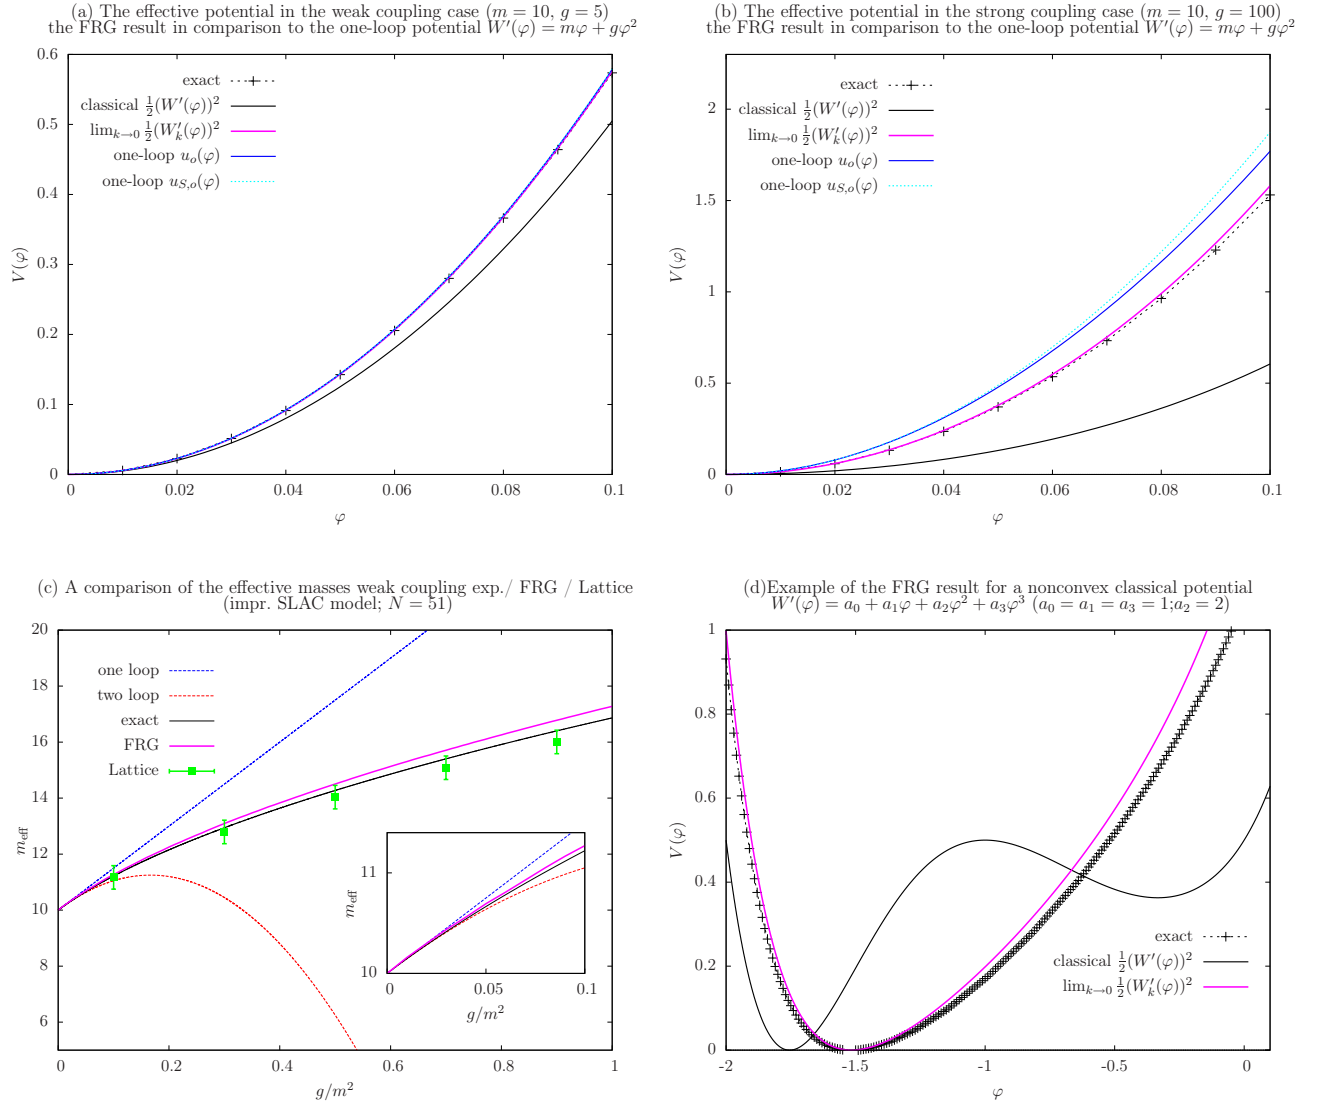 (a) The effective potential in the weak coupling case (m = 10, g = 5)
the FRG result in comparison to the one-loop potential W′(φ) = mφ + gφ²
0.6
0.5
0.4
0.3
0.2
0.1
0
V(φ)
exact
classical ½(W′(φ))²
lim_{k→0} ½(W′_k(φ))²
one-loop u_o(φ)
one-loop u_{S,o}(φ)
0 0.02 0.04 0.06 0.08 0.1
φ
(b) The effective potential in the strong coupling case (m = 10, g = 100)
the FRG result in comparison to the one-loop potential W′(φ) = mφ + gφ²
2
1.5
1
0.5
0
V(φ)
exact
classical ½(W′(φ))²
lim_{k→0} ½(W′_k(φ))²
one-loop u_o(φ)
one-loop u_{S,o}(φ)
0 0.02 0.04 0.06 0.08 0.1
φ
(c) A comparison of the effective masses weak coupling exp./ FRG / Lattice
(impr. SLAC model; N = 51)
20
18
16
14
12
10
8
6
m_eff
one loop
two loop
exact
FRG
Lattice
11
10
m_eff
0 0.05 0.1
g/m²
0 0.2 0.4 0.6 0.8 1
g/m²
(d)Example of the FRG result for a nonconvex classical potential
W′(φ) = a₀ + a₁φ + a₂φ² + a₃φ³ (a₀ = a₁ = a₃ = 1;a₂ = 2)
1
0.8
0.6
0.4
0.2
0
V(φ)
exact
classical ½(W′(φ))²
lim_{k→0} ½(W′_k(φ))²
-2 -1.5 -1 -0.5 0
φ